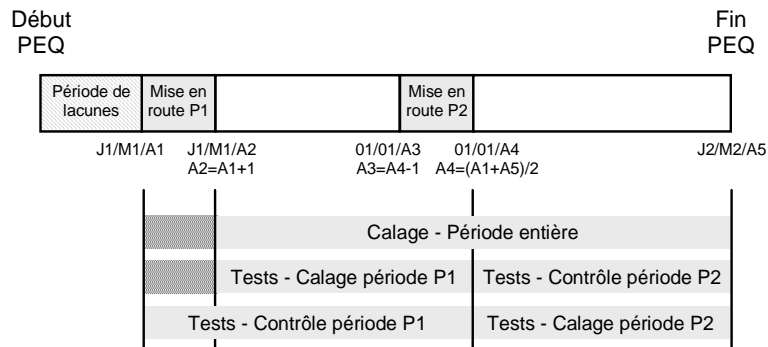 Début
PEQ
Fin
PEQ
Période de
lacunes
Mise en
route P1
Mise en
route P2
J1/M1/A1
J1/M1/A2
A2=A1+1
01/01/A3
A3=A4-1
01/01/A4
A4=(A1+A5)/2
J2/M2/A5
Calage - Période entière
Tests - Calage période P1
Tests - Contrôle période P2
Tests - Contrôle période P1
Tests - Calage période P2